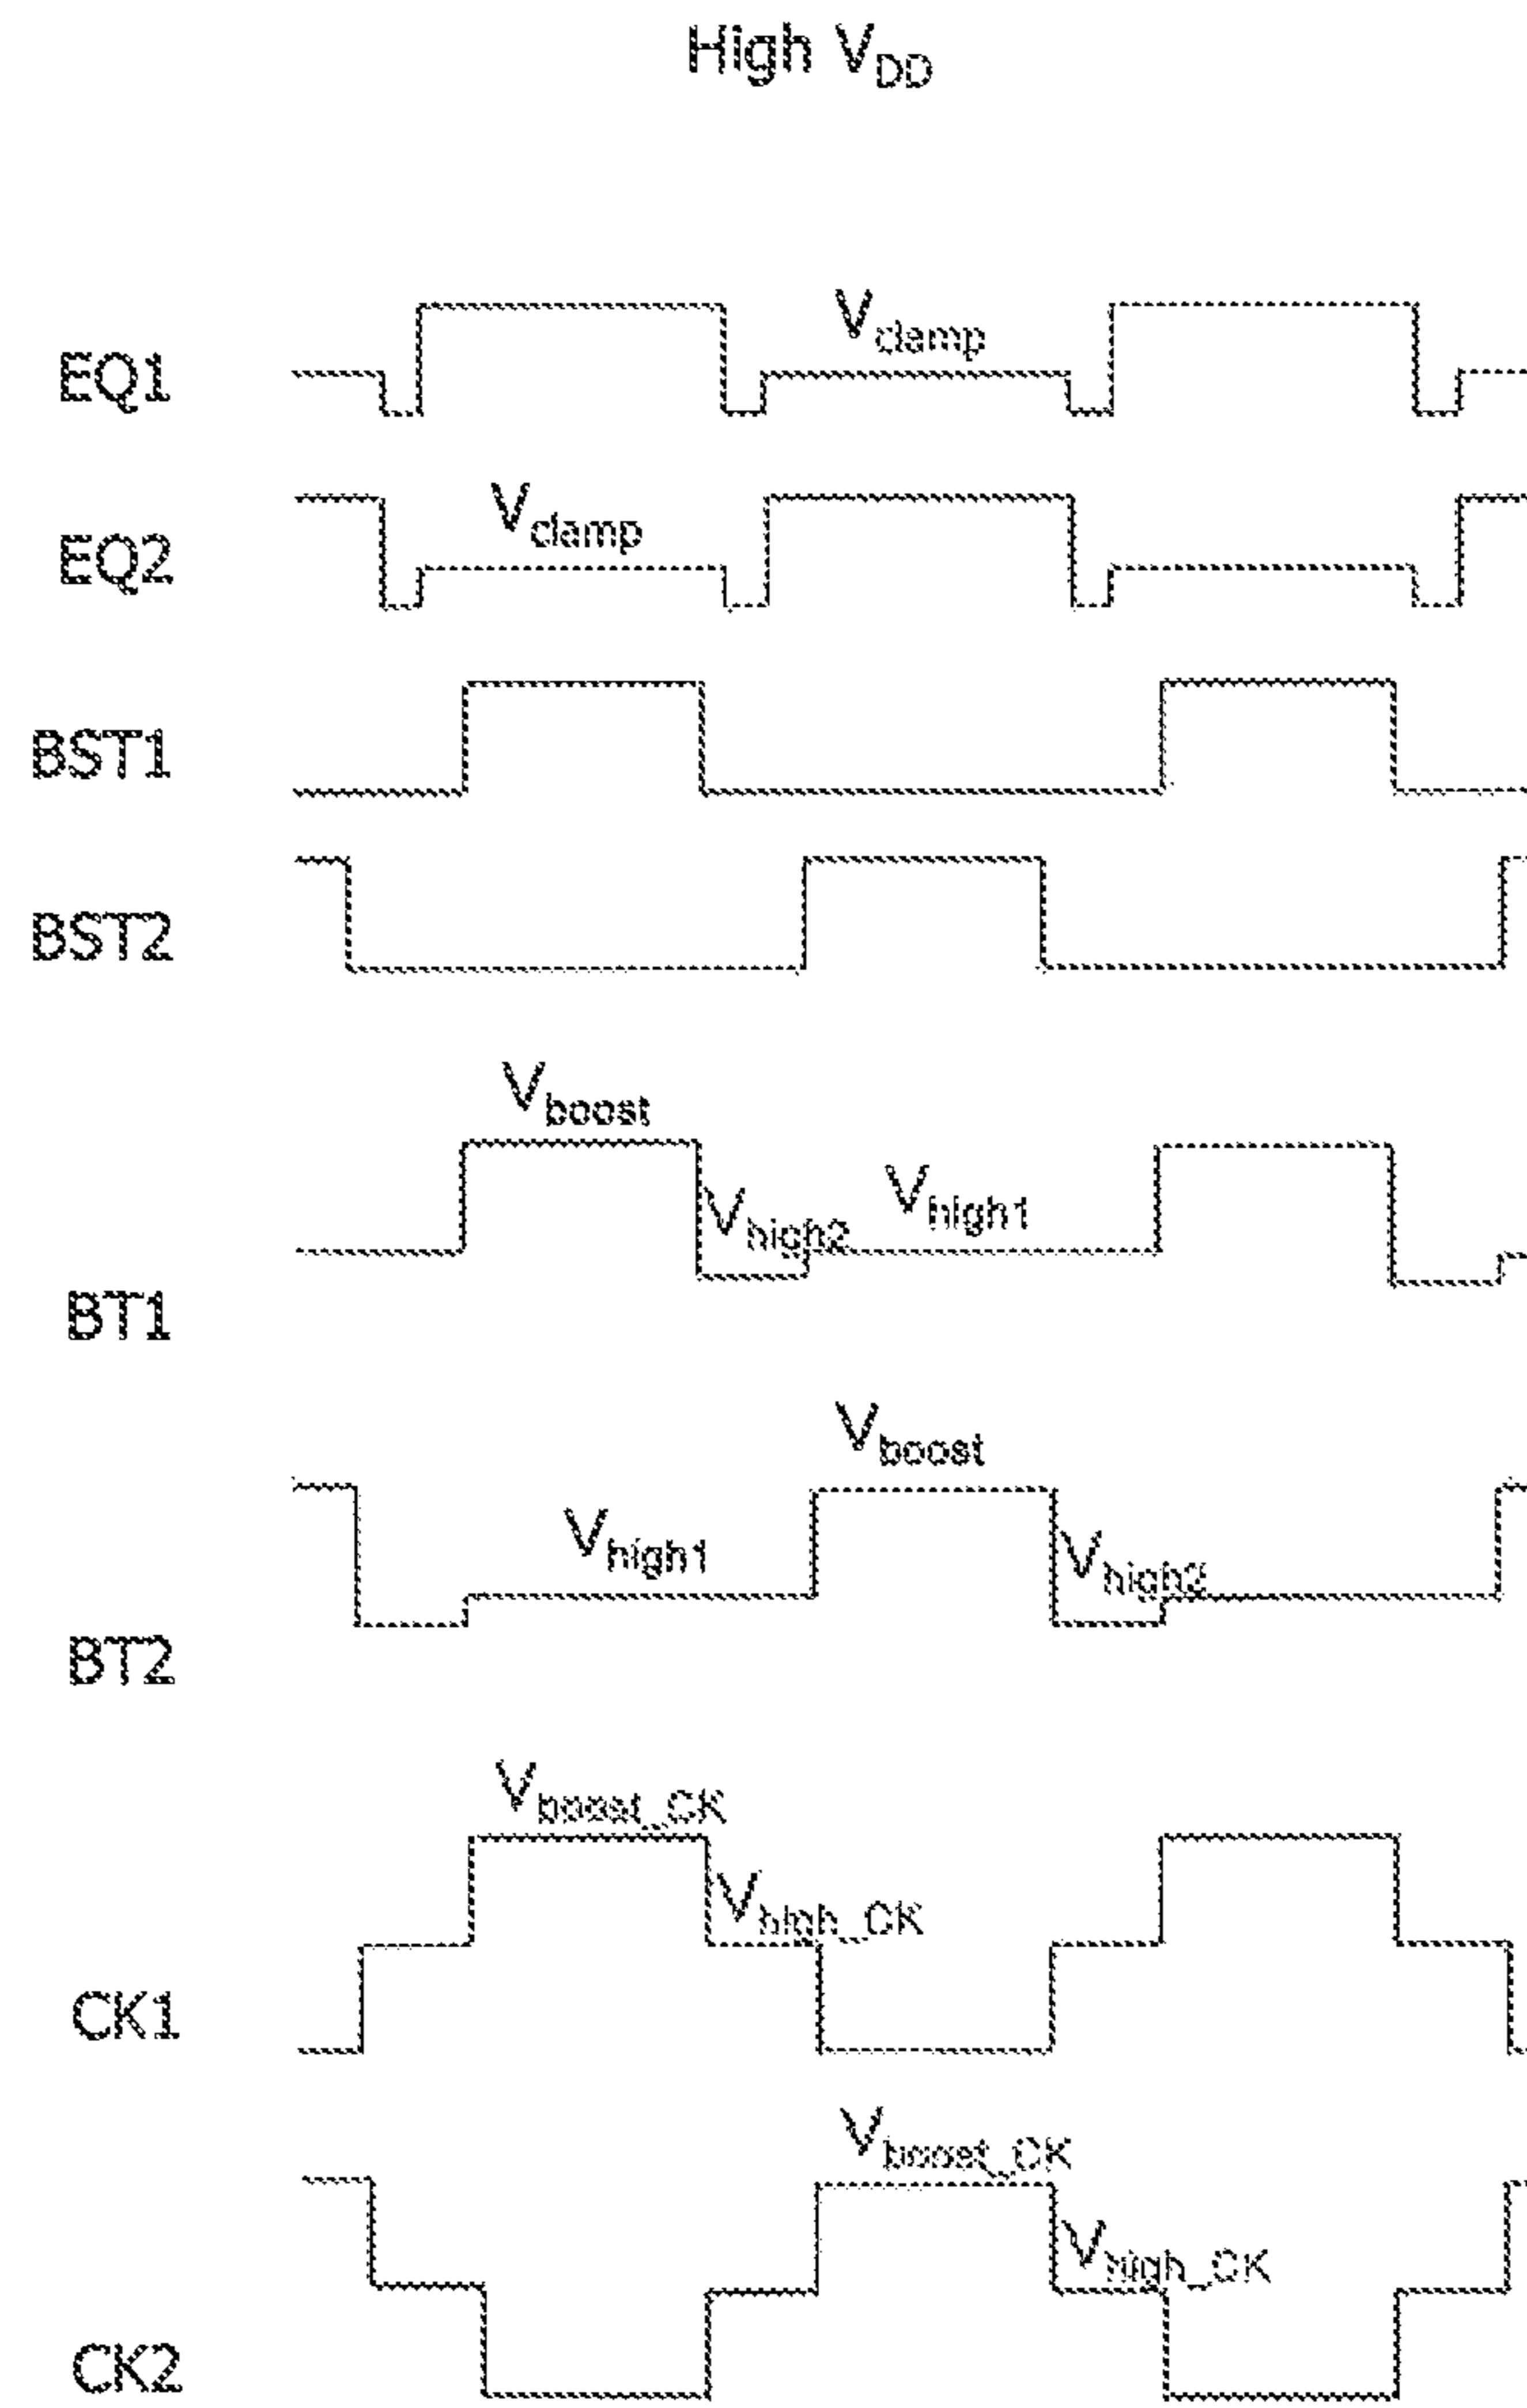 High VDD
Vclamp
EQ1
Vclamp
EQ2
BST1
BST2
Vboost
Vhigh2
Vhigh1
BT1
Vboost
Vhigh1
Vhigh2
BT2
Vboost_CK
Vhigh_CK
CK1
Vboost_CK
Vhigh_CK
CK2